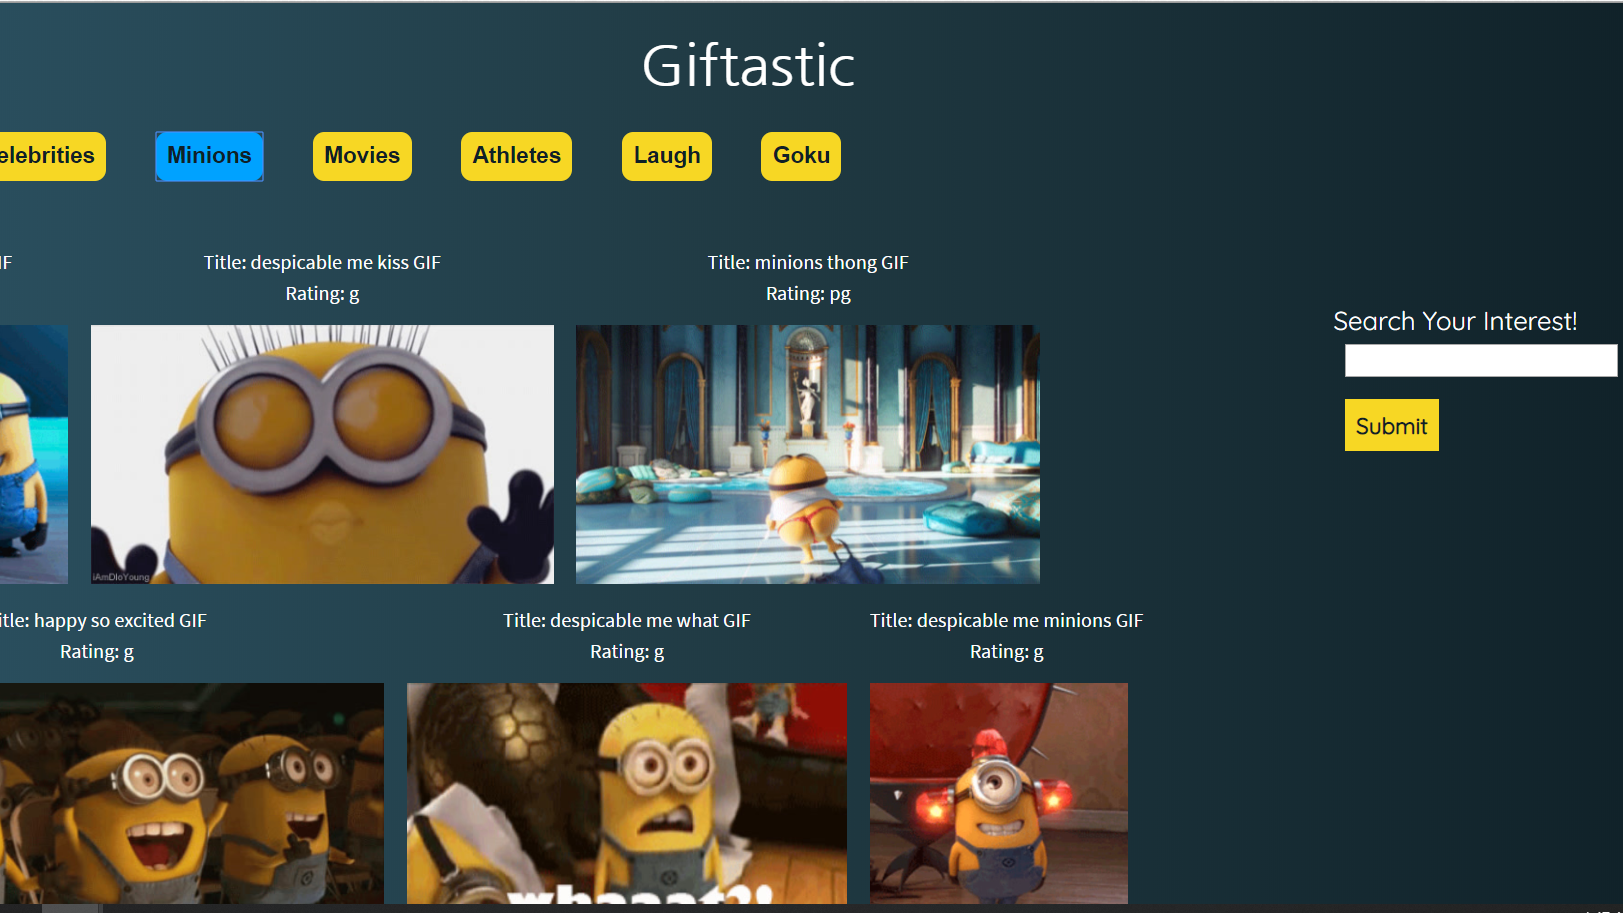 Giftastic
elebrities Minions Movies Athletes Laugh Goku
IF Title: despicable me kiss GIF Title: minions thong GIF
Rating: g Rating: pg
Search Your Interest!
Submit
iAmDloYoung
itle: happy so excited GIF Title: despicable me what GIF Title: despicable me minions GIF
Rating: g Rating: g Rating: g
whaaat?!